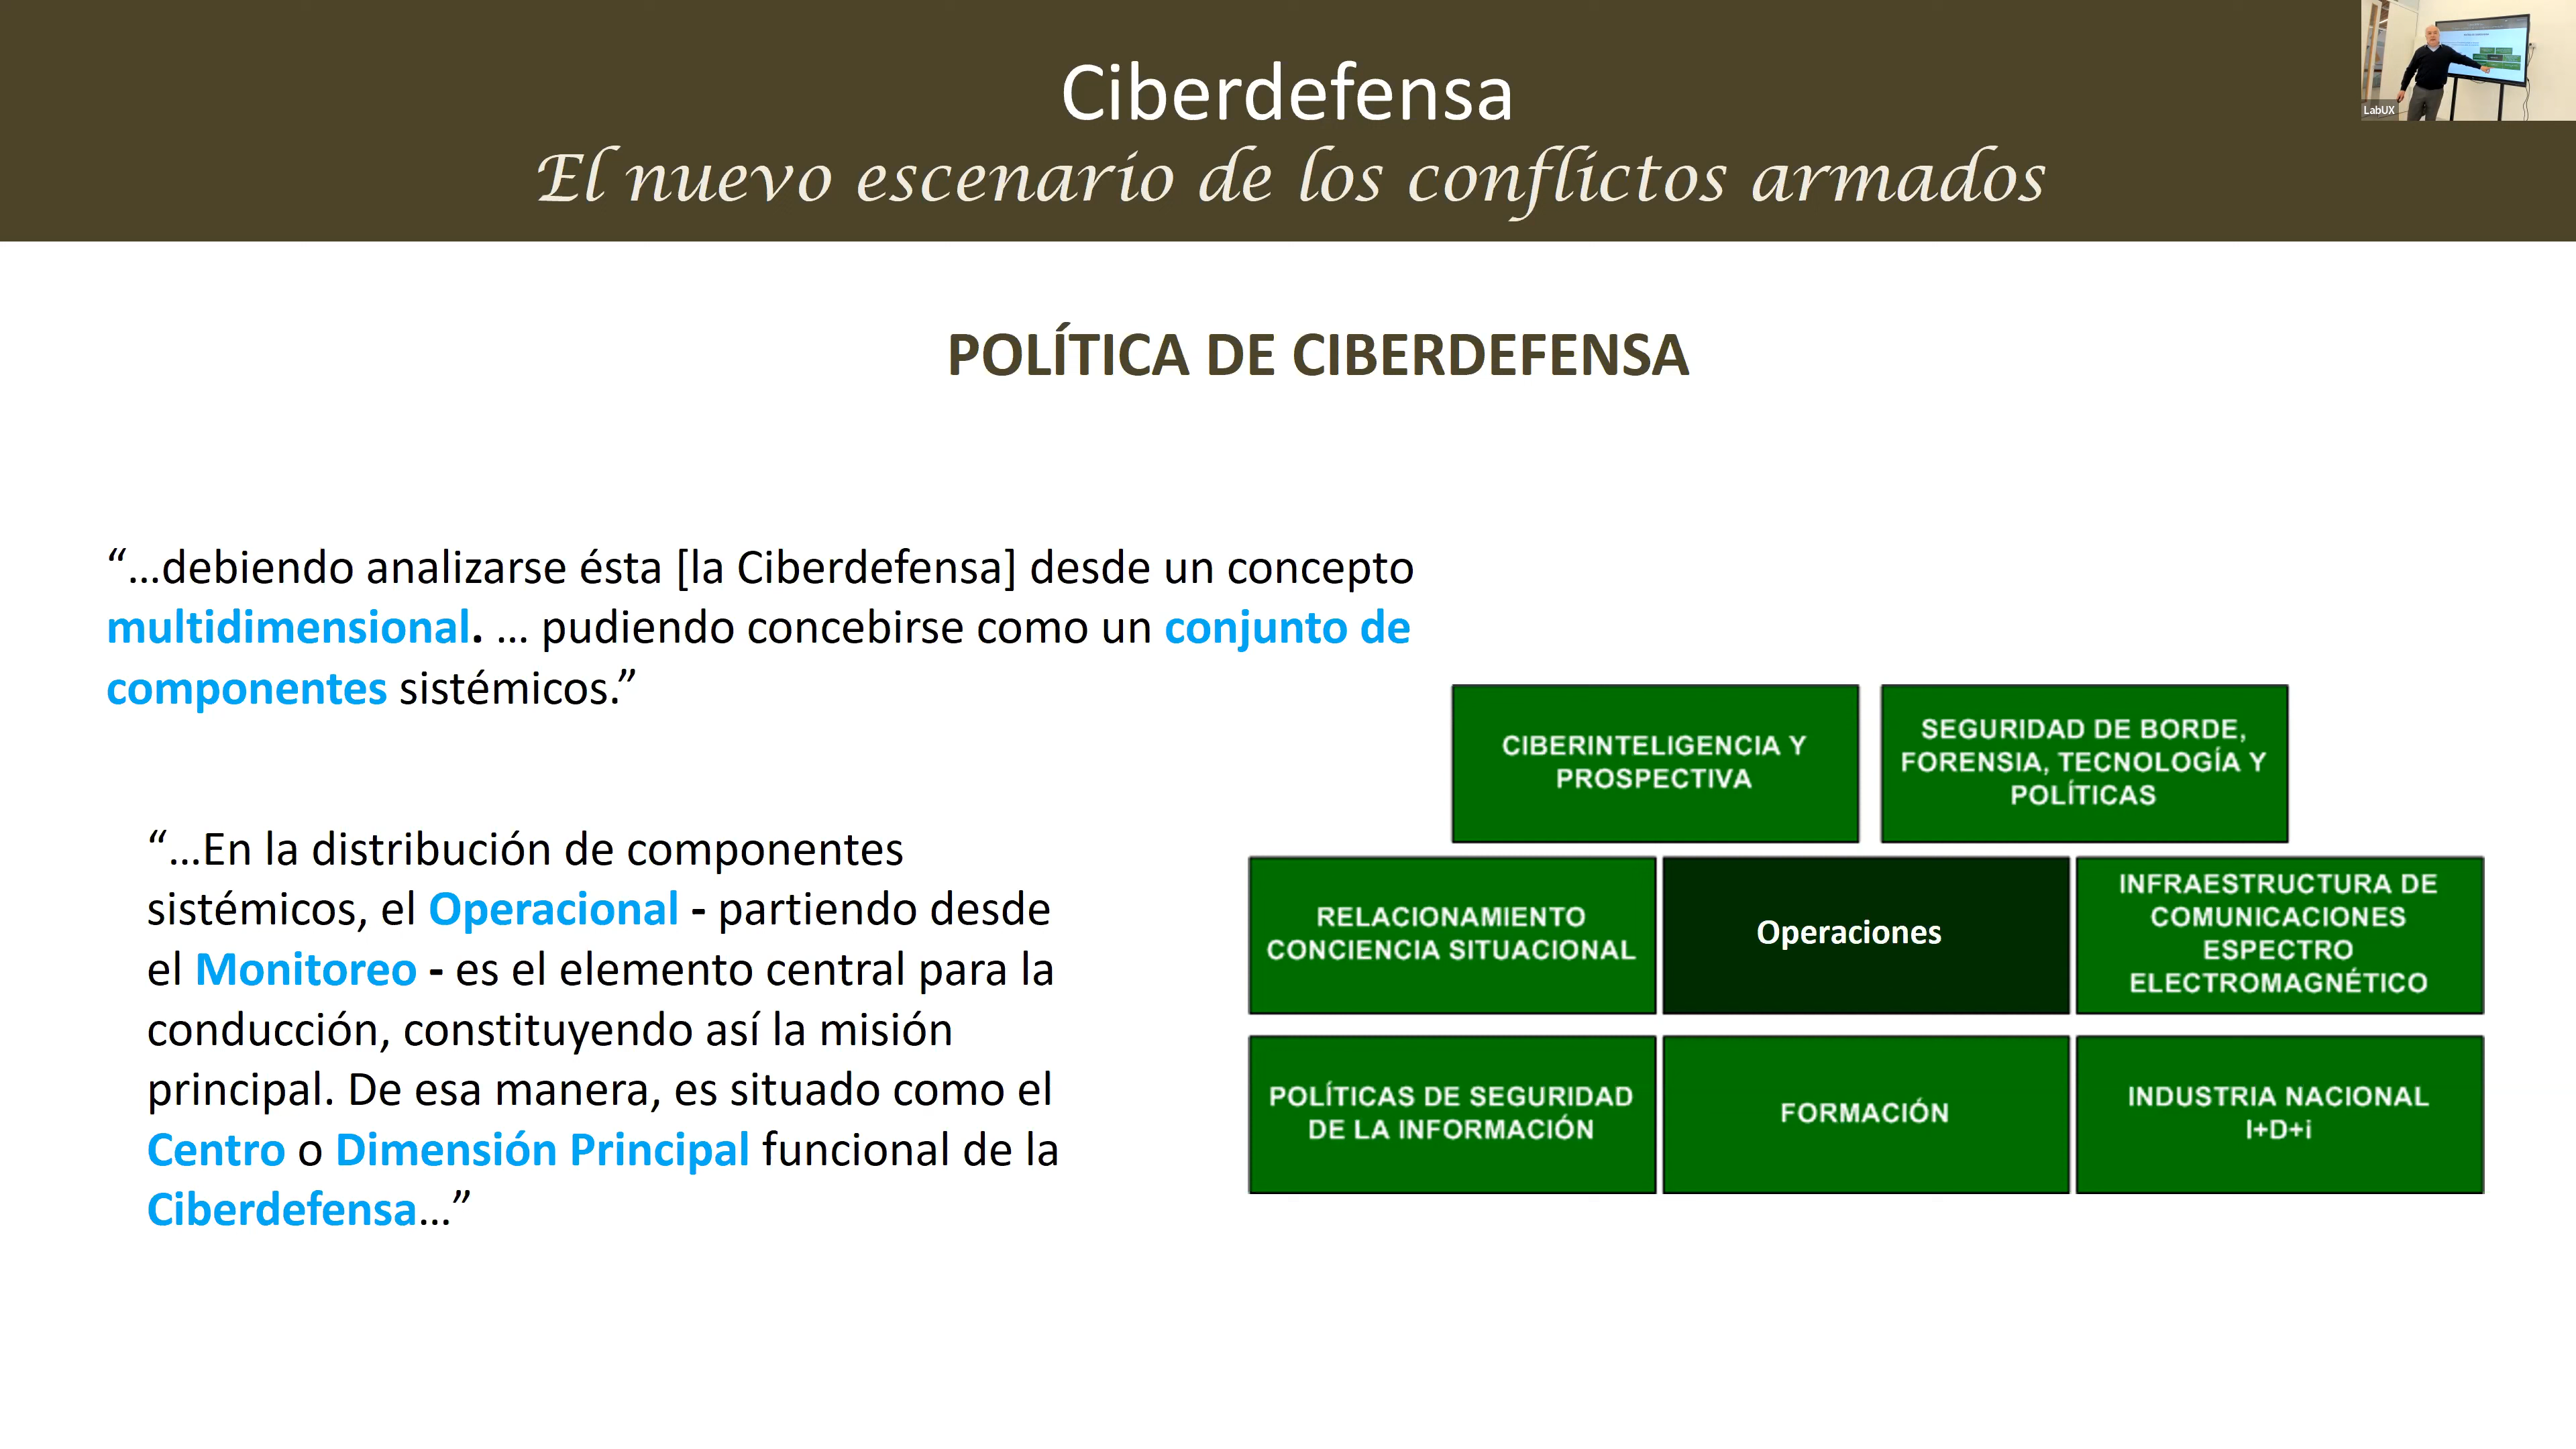 Ciberdefensa
El nuevo escenario de los conflictos armados
LabUX
POLÍTICA DE CIBERDEFENSA
“…debiendo analizarse ésta [la Ciberdefensa] desde un concepto
multidimensional. … pudiendo concebirse como un conjunto de
componentes sistémicos.”
“…En la distribución de componentes
sistémicos, el Operacional - partiendo desde
el Monitoreo - es el elemento central para la
conducción, constituyendo así la misión
principal. De esa manera, es situado como el
Centro o Dimensión Principal funcional de la
Ciberdefensa…”
CIBERINTELIGENCIA Y
PROSPECTIVA
SEGURIDAD DE BORDE,
FORENSIA, TECNOLOGÍA Y
POLÍTICAS
RELACIONAMIENTO
CONCIENCIA SITUACIONAL
Operaciones
INFRAESTRUCTURA DE
COMUNICACIONES
ESPECTRO
ELECTROMAGNÉTICO
POLÍTICAS DE SEGURIDAD
DE LA INFORMACIÓN
FORMACIÓN
INDUSTRIA NACIONAL
I+D+i